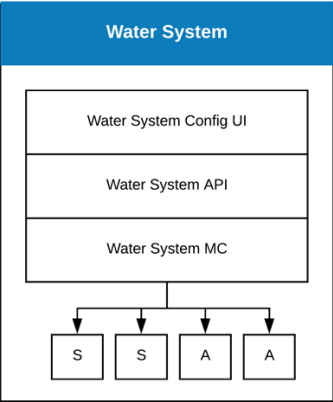 Water System
Water System Config UI
Water System API
Water System MC
S S A A